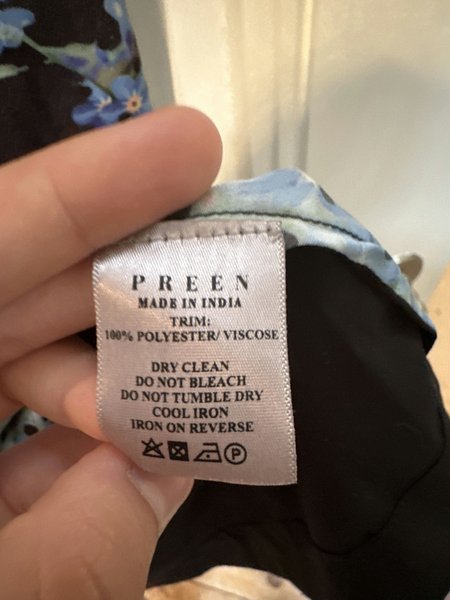 PREEN
MADE IN INDIA
TRIM:
100% POLYESTER/ VISCOSE
DRY CLEAN
DO NOT BLEACH
DO NOT TUMBLE DRY
COOL IRON
IRON ON REVERSE
P